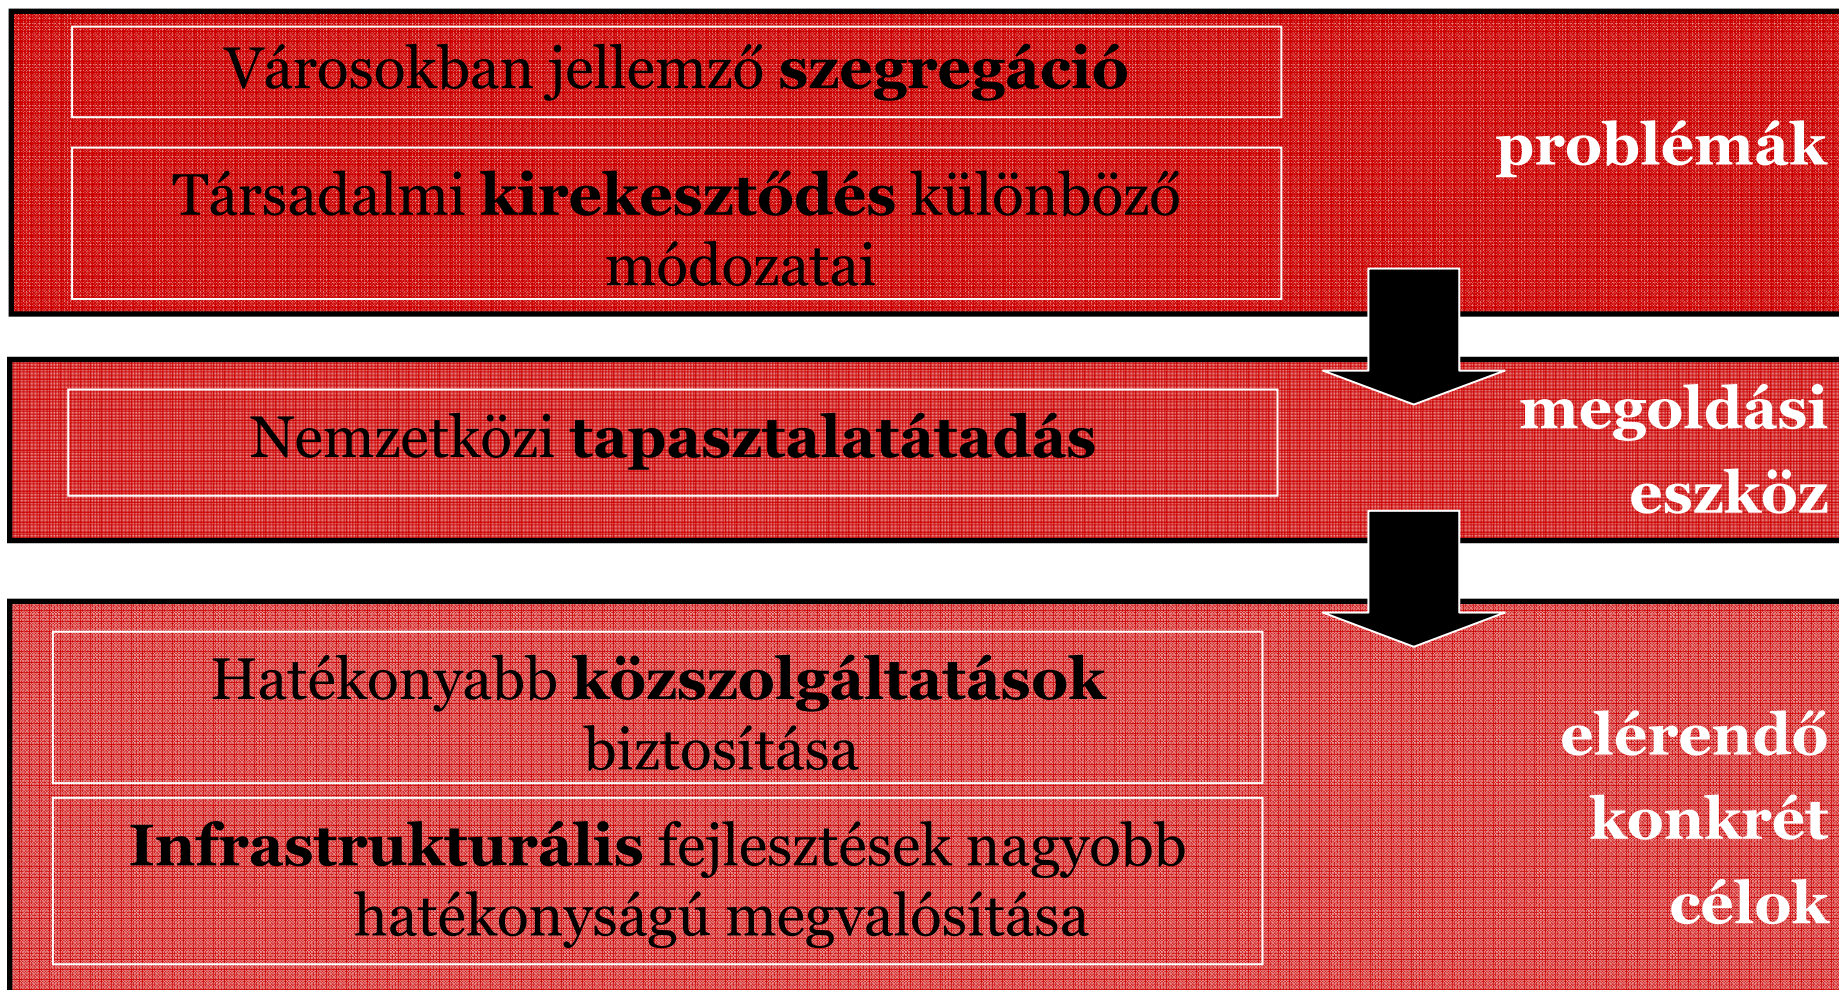 Városokban jellemző szegregáció
Társadalmi kirekesztődés különböző
módozatai
problémák
Nemzetközi tapasztalatátadás
megoldási
eszköz
Hatékonyabb közszolgáltatások
biztosítása
Infrastrukturális fejlesztések nagyobb
hatékonyságú megvalósítása
elérendő
konkrét
célok